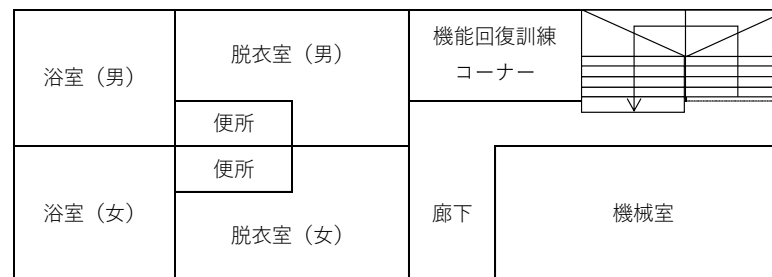 浴室（男）
脱衣室（男）
機能回復訓練
コーナー
便所
便所
浴室（女）
脱衣室（女）
廊下
機械室